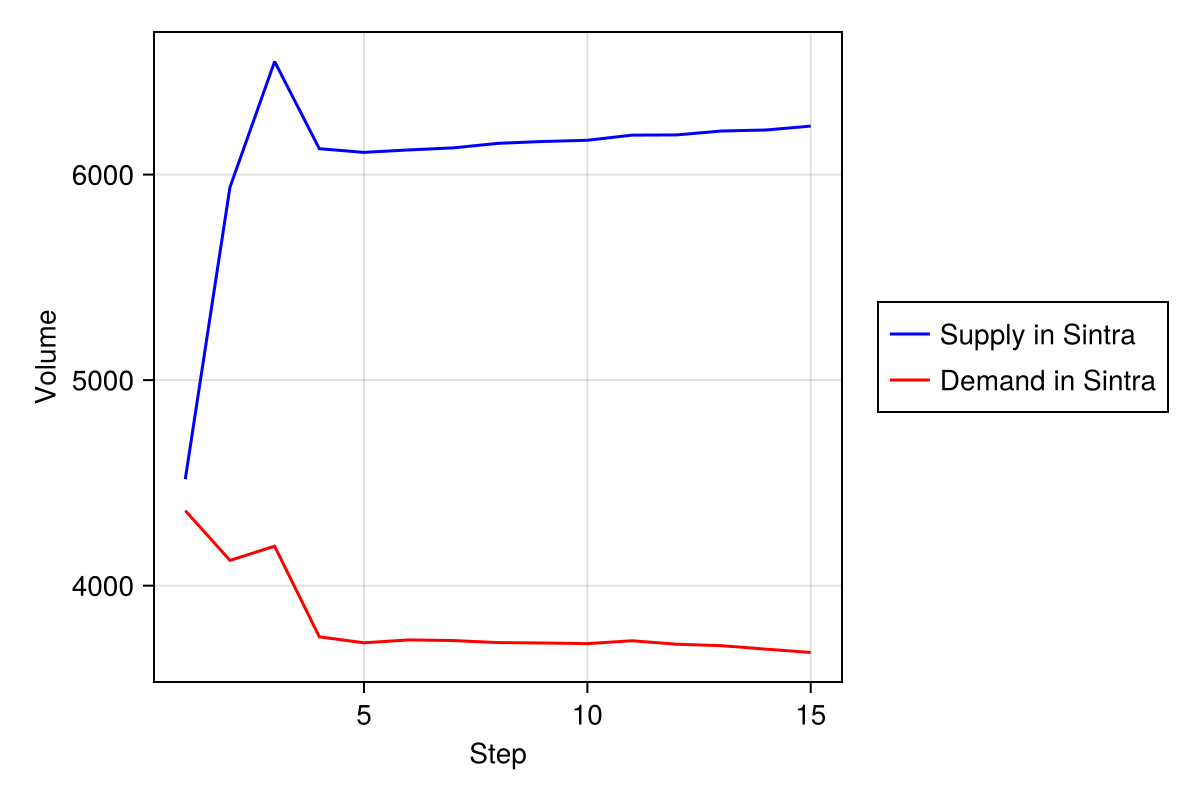 Volume
6000
5000
4000
5
10
15
Step
Supply in Sintra
Demand in Sintra